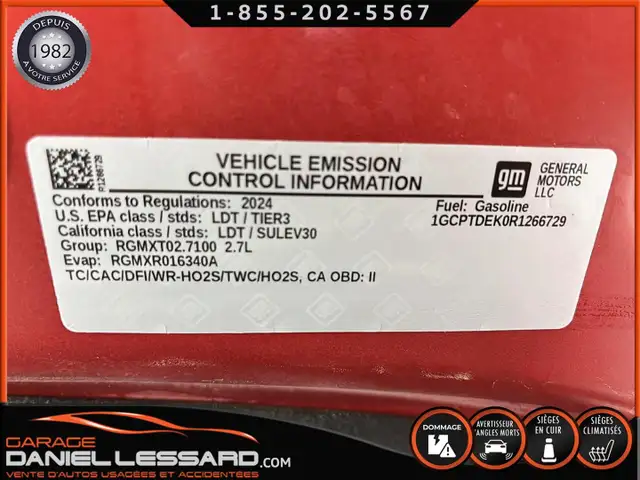 1-855-202-5567
DEPUIS
1982
À VOTRE SERVICE
P1266729
VEHICLE EMISSION
CONTROL INFORMATION
gm
GENERAL
MOTORS
LLC
Conforms to Regulations: 2024
U.S. EPA class / stds: LDT / TIER3
California class / stds: LDT / SULEV30
Group: RGMXT02.7100 2.7L
Evap: RGMXR016340A
TC/CAC/DFI/WR-HO2S/TWC/HO2S, CA OBD: II
Fuel: Gasoline
1GCPTDEK0R1266729
GARAGE
DANIEL LESSARD.COM
VENTE D'AUTOS USAGÉES ET ACCIDENTÉES
DOMMAGE
AVERTISSEUR
D'ANGLES MORTS
SIÈGES
EN CUIR
SIÈGES
CLIMATISÉS